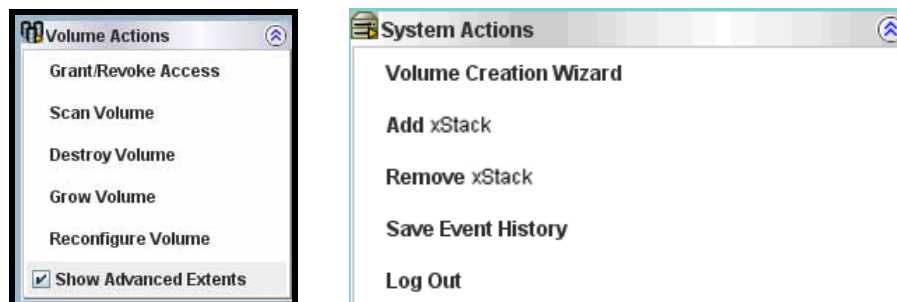 Volume Actions
Grant/Revoke Access
Scan Volume
Destroy Volume
Grow Volume
Reconfigure Volume
Show Advanced Extents
System Actions
Volume Creation Wizard
Add xStack
Remove xStack
Save Event History
Log Out